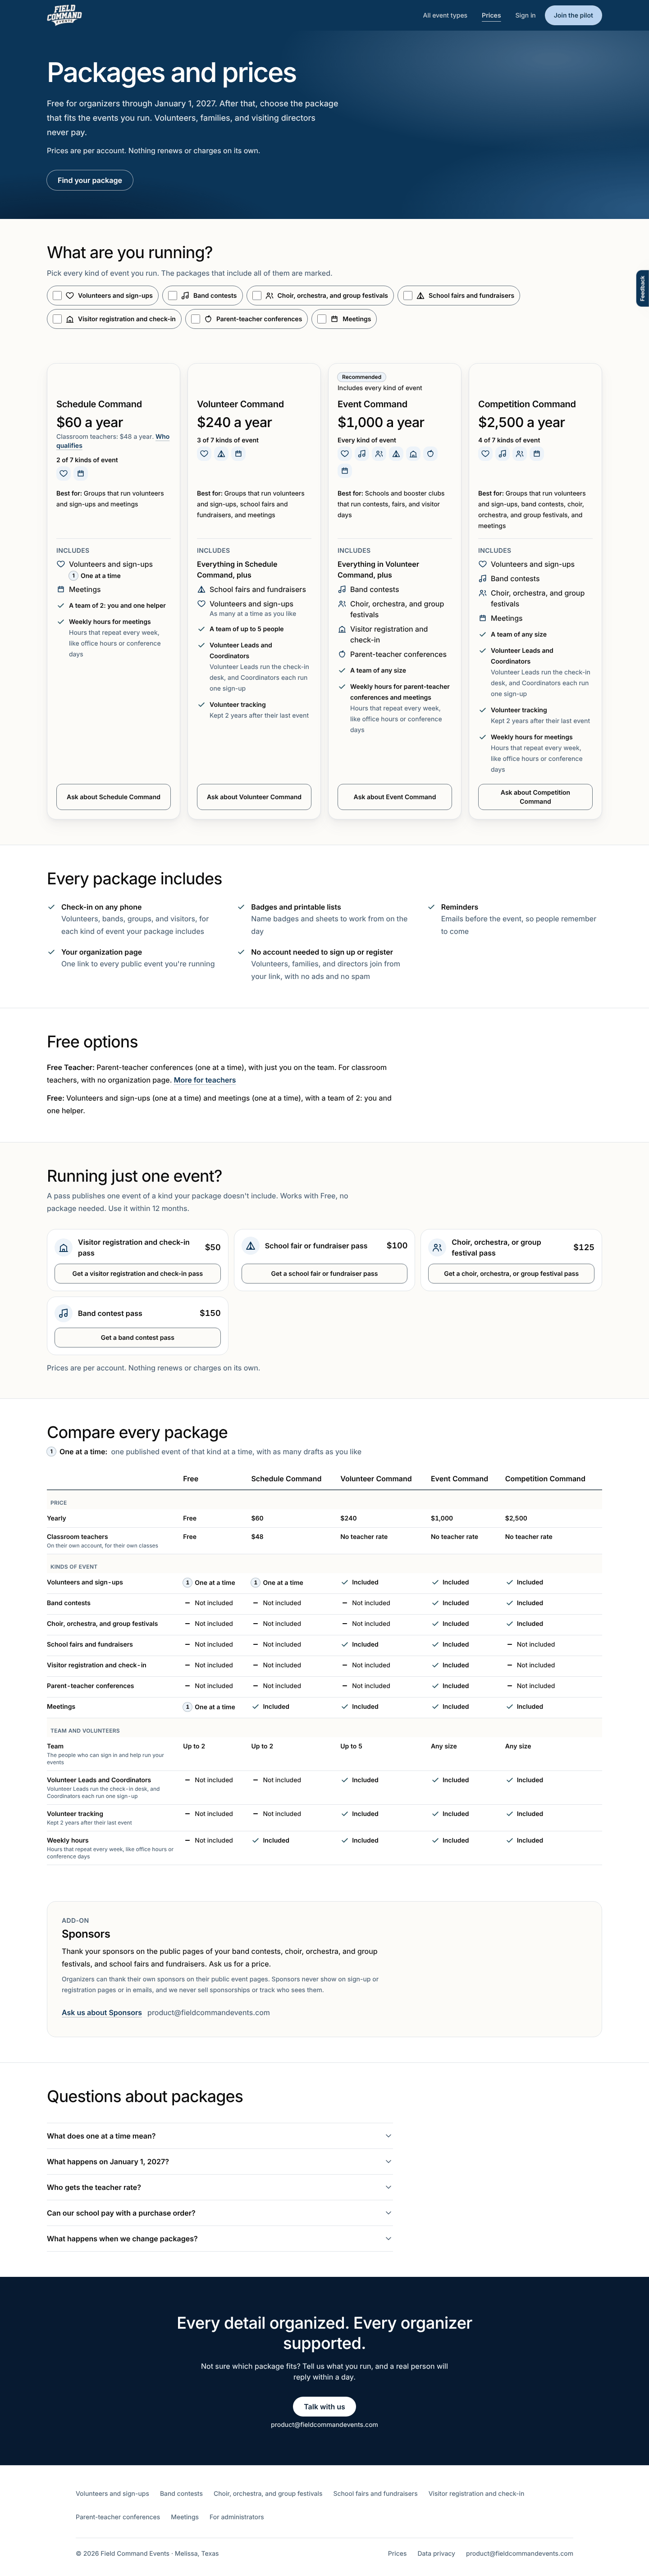 FIELD
COMMAND
EVENTS
All event types
Prices
Sign in
Join the pilot
Packages and prices
Free for organizers through January 1, 2027. After that, choose the package
that fits the events you run. Volunteers, families, and visiting directors
never pay.
Prices are per account. Nothing renews or charges on its own.
Find your package
Feedback
What are you running?
Pick every kind of event you run. The packages that include all of them are marked.
Volunteers and sign-ups
Band contests
Choir, orchestra, and group festivals
School fairs and fundraisers
Visitor registration and check-in
Parent-teacher conferences
Meetings
Schedule Command
$60 a year
Classroom teachers: $48 a year. Who
qualifies
2 of 7 kinds of event
Best for: Groups that run volunteers
and sign-ups and meetings
INCLUDES
Volunteers and sign-ups
1 One at a time
Meetings
A team of 2: you and one helper
Weekly hours for meetings
Hours that repeat every week,
like office hours or conference
days
Ask about Schedule Command
Volunteer Command
$240 a year
3 of 7 kinds of event
Best for: Groups that run volunteers
and sign-ups, school fairs and
fundraisers, and meetings
INCLUDES
Everything in Schedule
Command, plus
School fairs and fundraisers
Volunteers and sign-ups
As many at a time as you like
A team of up to 5 people
Volunteer Leads and
Coordinators
Volunteer Leads run the check-in
desk, and Coordinators each run
one sign-up
Volunteer tracking
Kept 2 years after their last event
Ask about Volunteer Command
Recommended
Includes every kind of event
Event Command
$1,000 a year
Every kind of event
Best for: Schools and booster clubs
that run contests, fairs, and visitor
days
INCLUDES
Everything in Volunteer
Command, plus
Band contests
Choir, orchestra, and group
festivals
Visitor registration and
check-in
Parent-teacher conferences
A team of any size
Weekly hours for parent-teacher
conferences and meetings
Hours that repeat every week,
like office hours or conference
days
Ask about Event Command
Competition Command
$2,500 a year
4 of 7 kinds of event
Best for: Groups that run volunteers
and sign-ups, band contests, choir,
orchestra, and group festivals, and
meetings
INCLUDES
Volunteers and sign-ups
Band contests
Choir, orchestra, and group
festivals
Meetings
A team of any size
Volunteer Leads and
Coordinators
Volunteer Leads run the check-in
desk, and Coordinators each run
one sign-up
Volunteer tracking
Kept 2 years after their last event
Weekly hours for meetings
Hours that repeat every week,
like office hours or conference
days
Ask about Competition
Command
Every package includes
Check-in on any phone
Volunteers, bands, groups, and visitors, for
each kind of event your package includes
Badges and printable lists
Name badges and sheets to work from on the
day
Reminders
Emails before the event, so people remember
to come
Your organization page
One link to every public event you're running
No account needed to sign up or register
Volunteers, families, and directors join from
your link, with no ads and no spam
Free options
Free Teacher: Parent-teacher conferences (one at a time), with just you on the team. For classroom
teachers, with no organization page. More for teachers
Free: Volunteers and sign-ups (one at a time) and meetings (one at a time), with a team of 2: you and
one helper.
Running just one event?
A pass publishes one event of a kind your package doesn't include. Works with Free, no
package needed. Use it within 12 months.
Visitor registration and check-in
pass
$50
Get a visitor registration and check-in pass
School fair or fundraiser pass
$100
Get a school fair or fundraiser pass
Choir, orchestra, or group
festival pass
$125
Get a choir, orchestra, or group festival pass
Band contest pass
$150
Get a band contest pass
Prices are per account. Nothing renews or charges on its own.
Compare every package
1 One at a time: one published event of that kind at a time, with as many drafts as you like
Free Schedule Command Volunteer Command Event Command Competition Command
PRICE
Yearly Free $60 $240 $1,000 $2,500
Classroom teachers Free $48 No teacher rate No teacher rate No teacher rate
On their own account, for their own classes
KINDS OF EVENT
Volunteers and sign-ups 1 One at a time 1 One at a time Included Included Included
Band contests Not included Not included Not included Included Included
Choir, orchestra, and group festivals Not included Not included Not included Included Included
School fairs and fundraisers Not included Not included Included Included Not included
Visitor registration and check-in Not included Not included Not included Included Not included
Parent-teacher conferences Not included Not included Not included Included Not included
Meetings 1 One at a time Included Included Included Included
TEAM AND VOLUNTEERS
Team Up to 2 Up to 2 Up to 5 Any size Any size
The people who can sign in and help run your
events
Volunteer Leads and Coordinators Not included Not included Included Included Included
Volunteer Leads run the check-in desk, and
Coordinators each run one sign-up
Volunteer tracking Not included Not included Included Included Included
Kept 2 years after their last event
Weekly hours Not included Included Included Included Included
Hours that repeat every week, like office hours or
conference days
ADD-ON
Sponsors
Thank your sponsors on the public pages of your band contests, choir, orchestra, and group
festivals, and school fairs and fundraisers. Ask us for a price.
Organizers can thank their own sponsors on their public event pages. Sponsors never show on sign-up or
registration pages or in emails, and we never sell sponsorships or track who sees them.
Ask us about Sponsors product@fieldcommandevents.com
Questions about packages
What does one at a time mean?
What happens on January 1, 2027?
Who gets the teacher rate?
Can our school pay with a purchase order?
What happens when we change packages?
Every detail organized. Every organizer
supported.
Not sure which package fits? Tell us what you run, and a real person will
reply within a day.
Talk with us
product@fieldcommandevents.com
Volunteers and sign-ups
Band contests
Choir, orchestra, and group festivals
School fairs and fundraisers
Visitor registration and check-in
Parent-teacher conferences
Meetings
For administrators
© 2026 Field Command Events · Melissa, Texas
Prices
Data privacy
product@fieldcommandevents.com